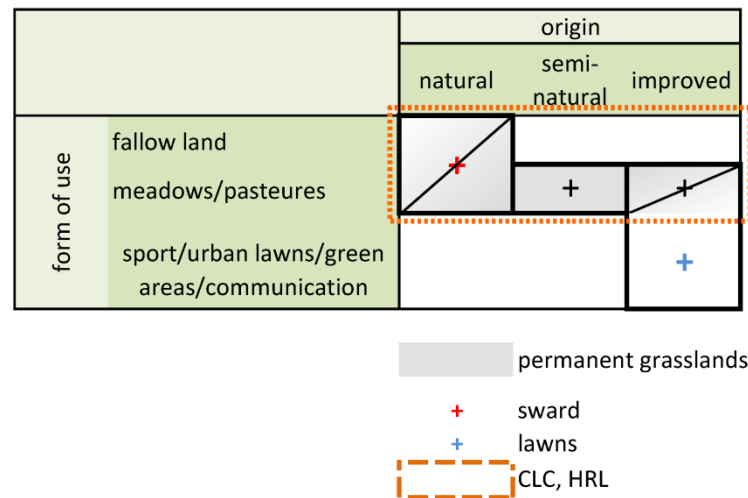 origin
natural
semi-
natural
improved
form of use
fallow land
meadows/pasteures
sport/urban lawns/green
areas/communication
permanent grasslands
sward
lawns
CLC, HRL